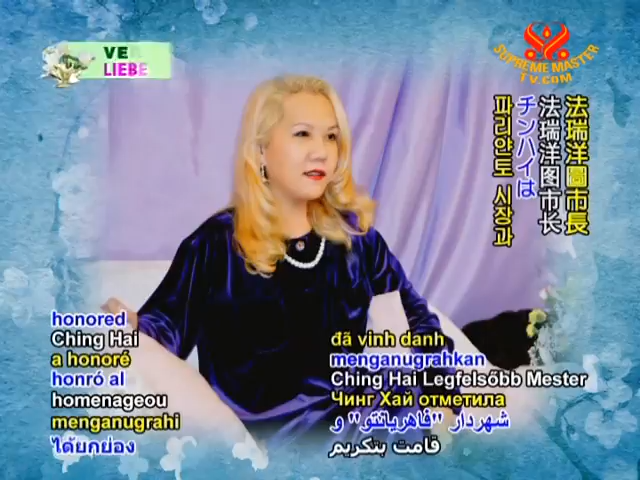 VER
LIEBE
SUPREME MASTER
TV.COM
法瑞洋圖市長
法瑞洋图市长
チンハイは
파리얀토 시장과
honored
Ching Hai
a honoré
honró al
homenageou
menganugrahi
ได้ยกย่อง
đã vinh danh
menganugrahkan
Ching Hai Legfelsőbb Mester
Чинг Хай отметила
شهردار "فاهريانتو" و
قامت بتكريم